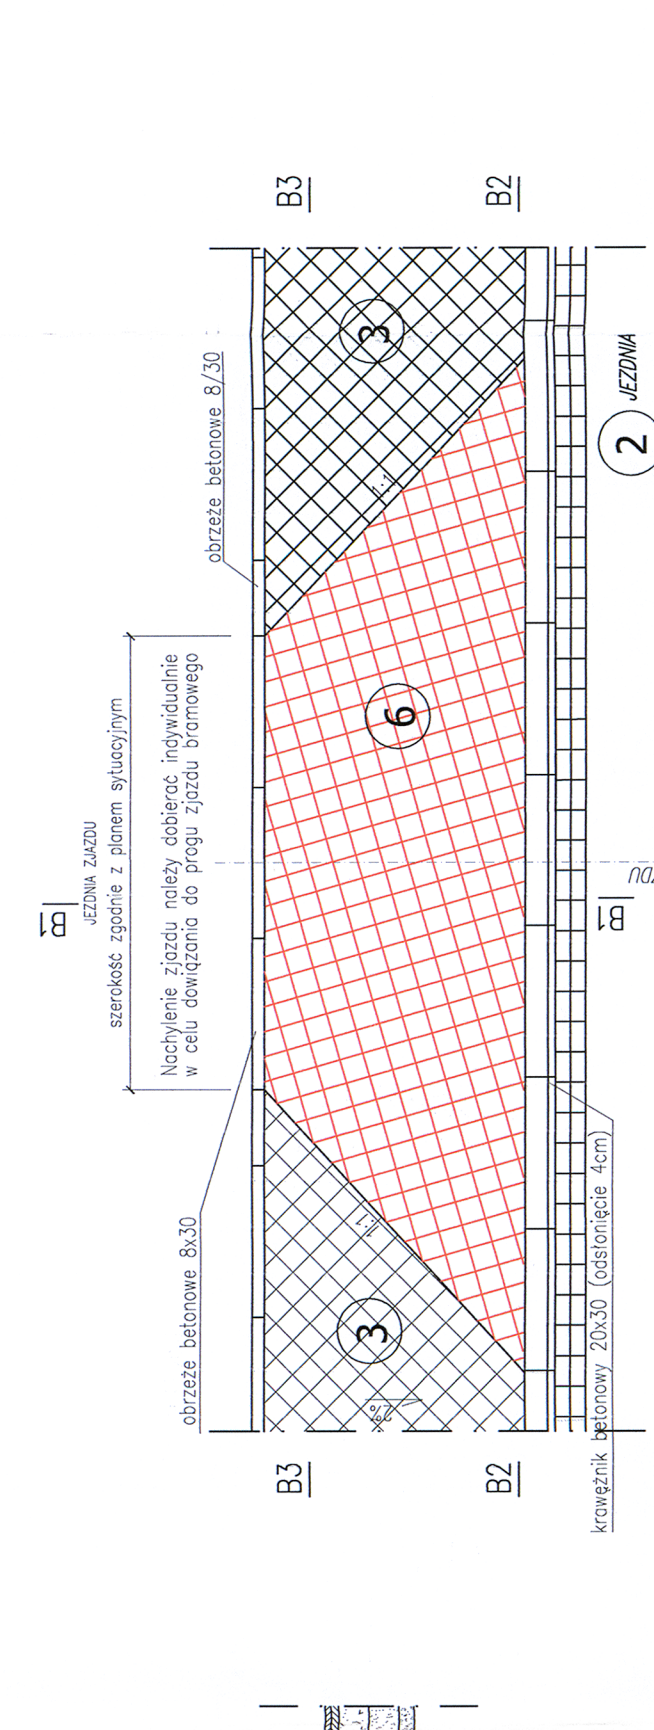 B3
B2
obrzeże betonowe 8/30
3
2
JEZDNIA
1:1
B1
JEZDNIA ZJAZDU
szerokość zgodnie z planem sytuacyjnym
Nachylenie zjazdu należy dobierać indywidualnie
w celu dowiązania do progu zjazdu bramowego
6
B1
obrzeże betonowe 8x30
1:1
3
2%
krawężnik betonowy 20x30 (odsłonięcie 4cm)
B3
B2